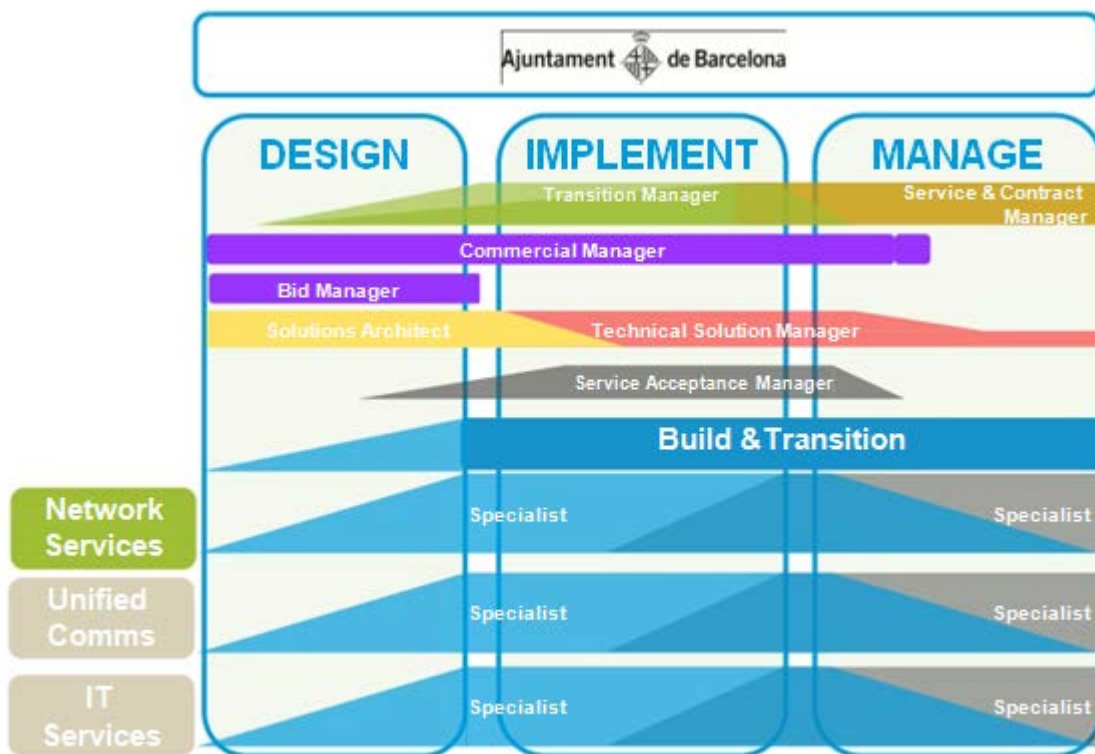 Ajuntament de Barcelona
DESIGN IMPLEMENT MANAGE
Transition Manager
Service & Contract
Manager
Commercial Manager
Bid Manager
Solutions Architect
Technical Solution Manager
Service Acceptance Manager
Build & Transition
Network
Services
Specialist
Specialist
Unified
Comms
Specialist
Specialist
IT
Services
Specialist
Specialist